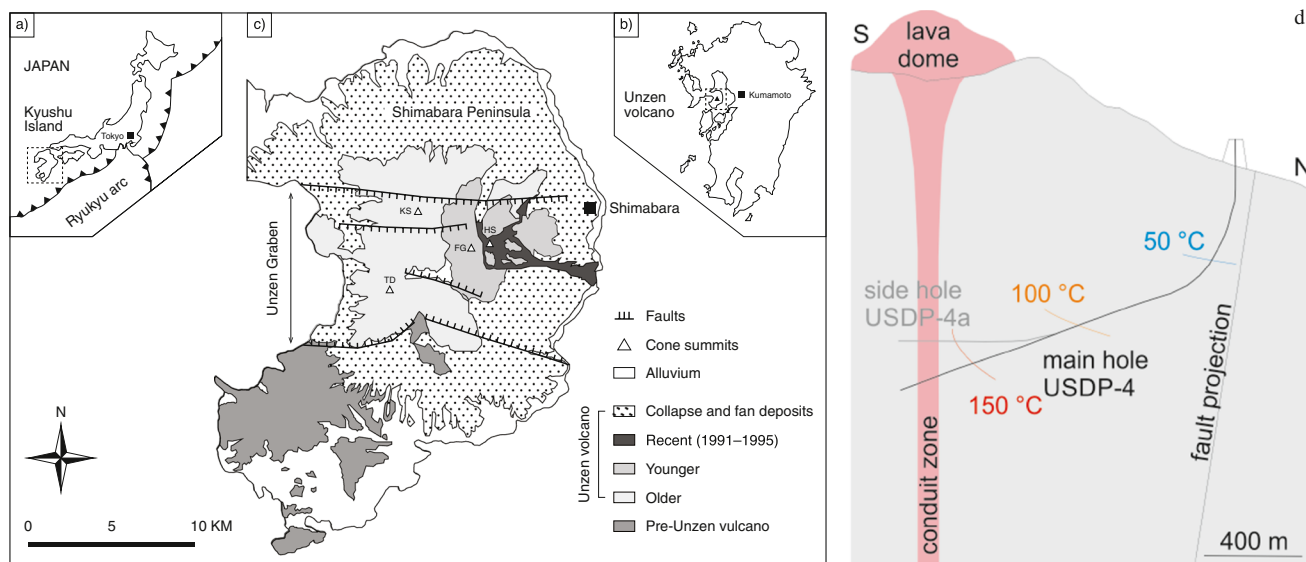 a)
JAPAN
Kyushu
Island
Tokyo
Ryukyu arc
c)
Shimabara Peninsula
KS
HS
FG
TD
Shimabara
Unzen Graben
N
0 5 10 KM
Faults
Cone summits
Alluvium
Collapse and fan deposits
Recent (1991–1995)
Younger
Older
Unzen volcano
Pre-Unzen vulcano
b)
Unzen
volcano
Kumamoto
d
S
lava
dome
N
50 °C
100 °C
150 °C
side hole
USDP-4a
main hole
USDP-4
conduit zone
fault projection
400 m